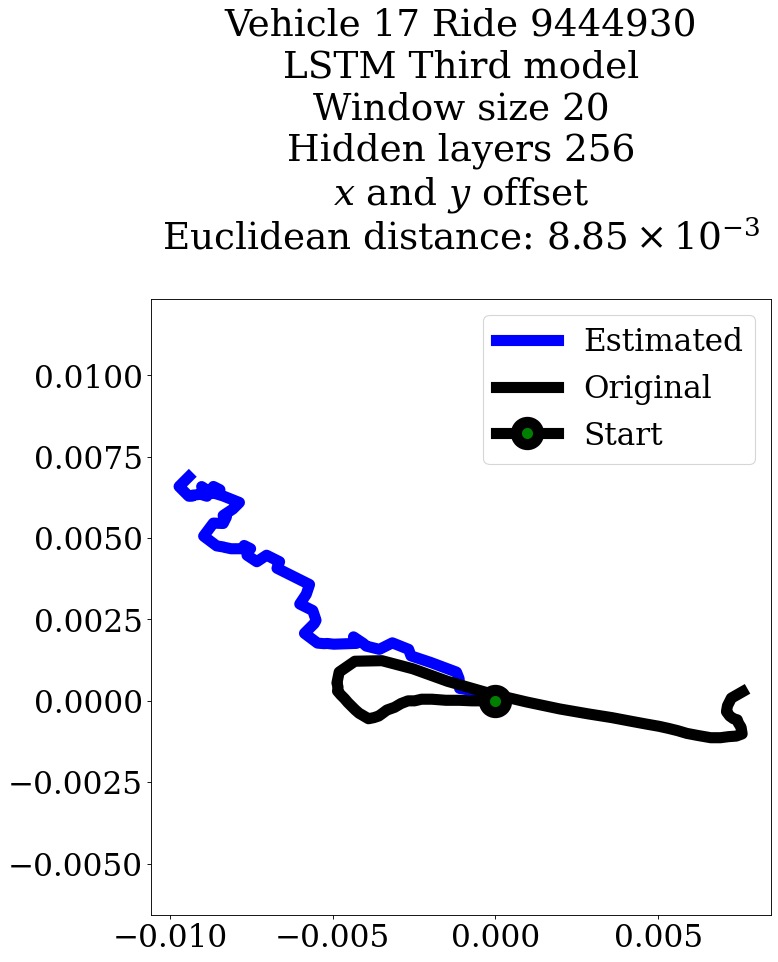 Vehicle 17 Ride 9444930
LSTM Third model
Window size 20
Hidden layers 256
x and y offset
Euclidean distance: 8.85 × 10⁻³
Estimated
Original
Start
0.0100
0.0075
0.0050
0.0025
0.0000
−0.0025
−0.0050
−0.010 −0.005 0.000 0.005